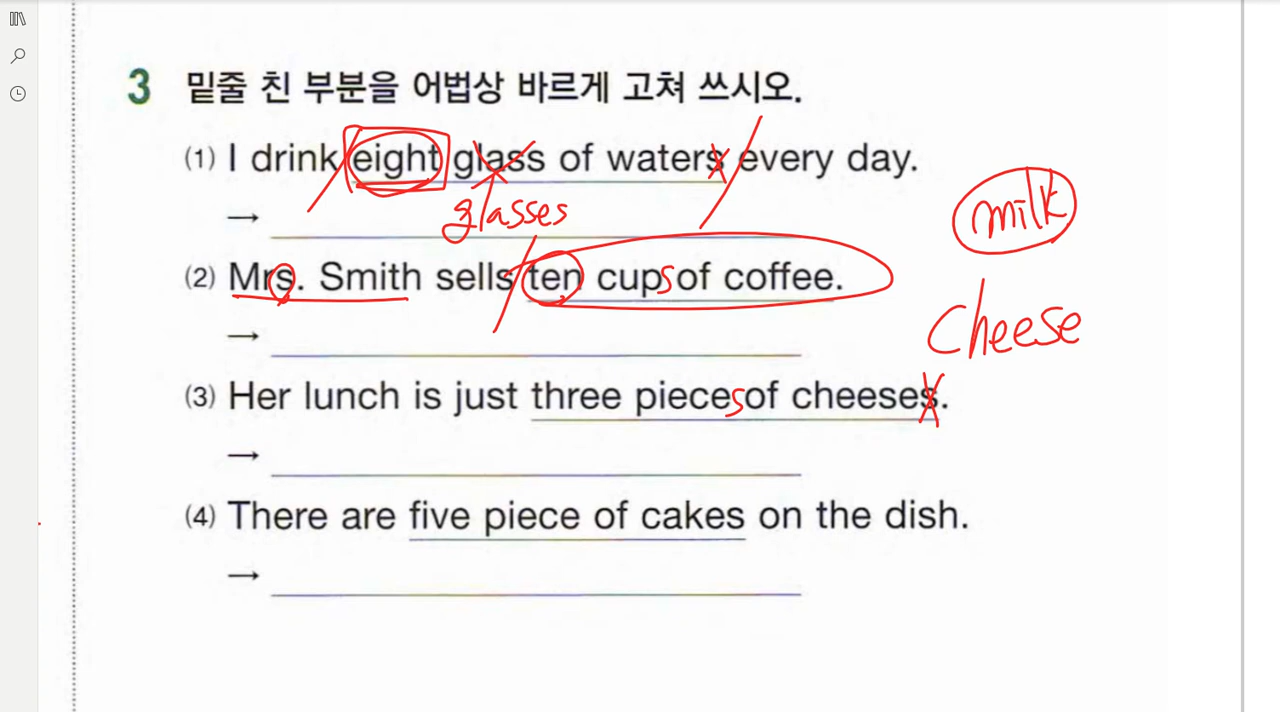 3 밑줄 친 부분을 어법상 바르게 고쳐 쓰시오.
(1) I drink eight glass of waters every day.
→ glasses
milk
(2) Mrs. Smith sells ten cups of coffee.
→
cheese
(3) Her lunch is just three pieces of cheeses.
→
(4) There are five piece of cakes on the dish.
→